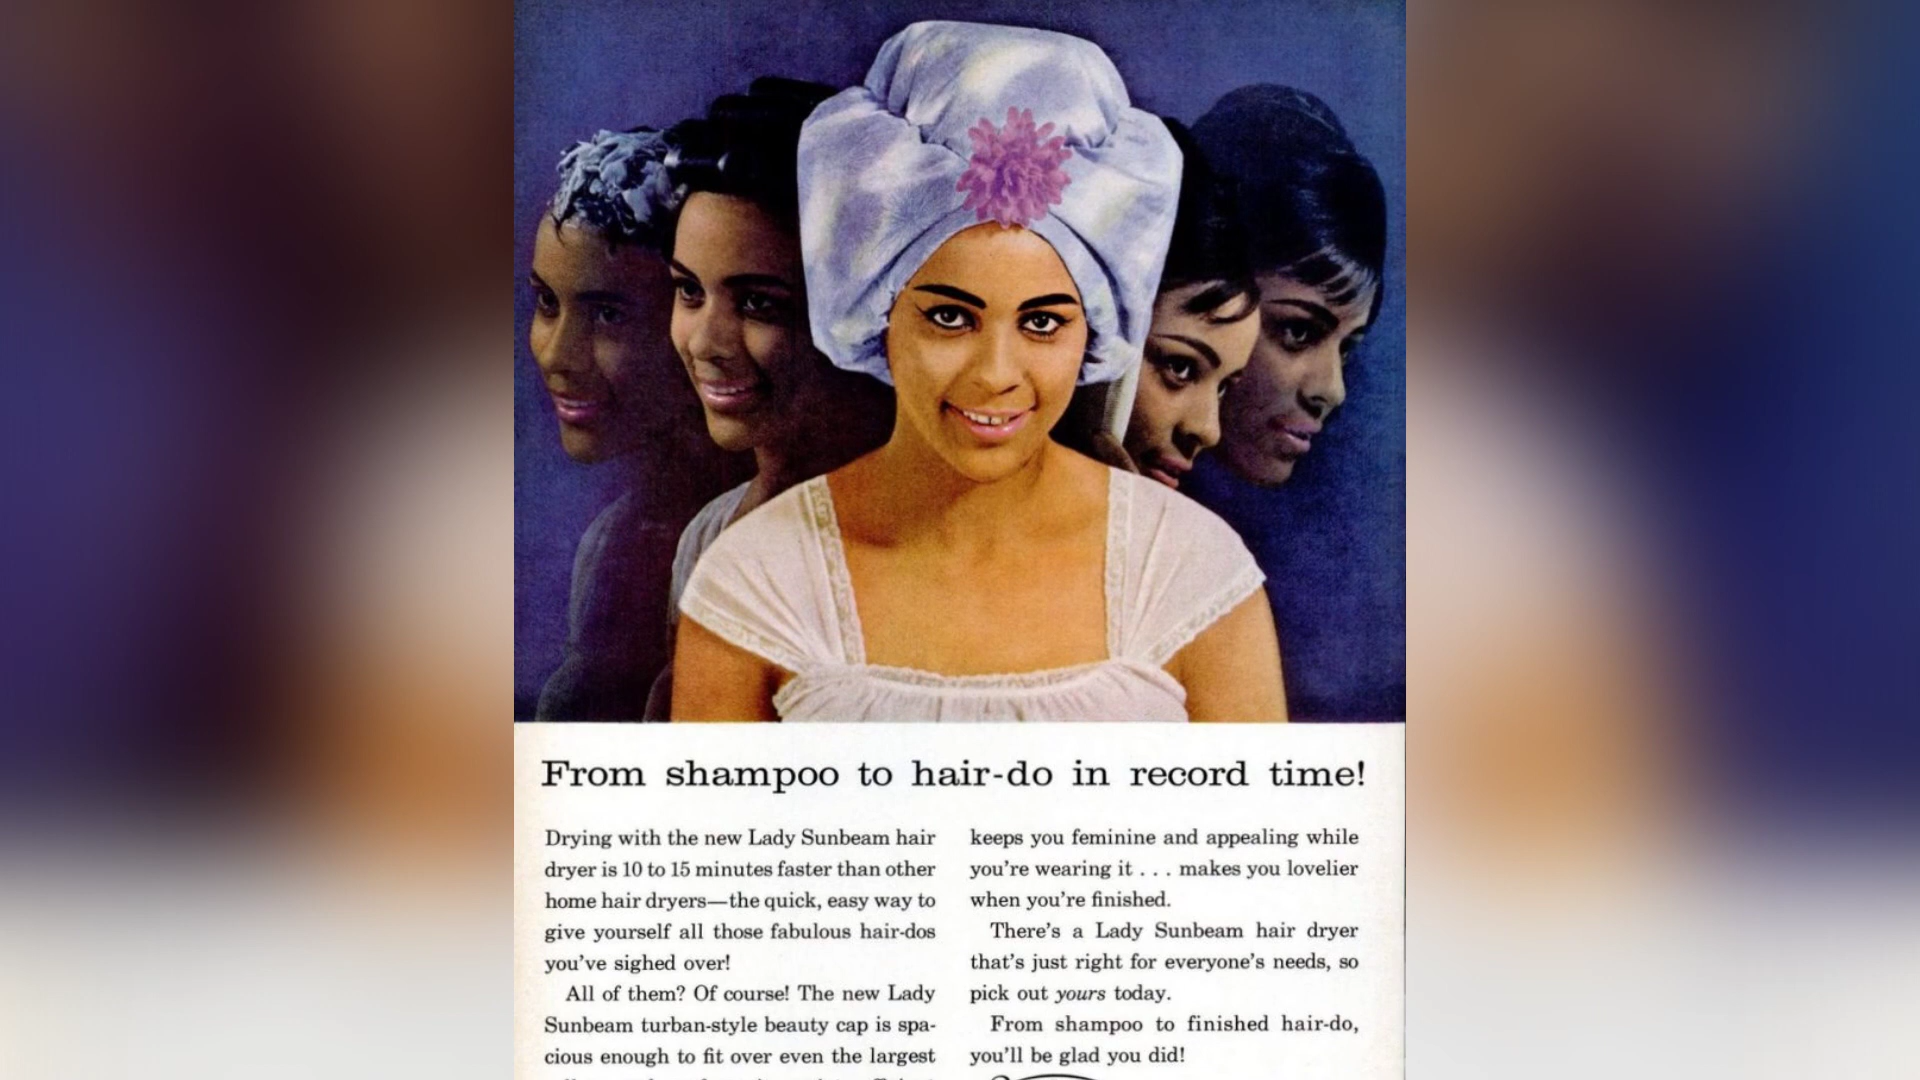 From shampoo to hair-do in record time!
Drying with the new Lady Sunbeam hair
dryer is 10 to 15 minutes faster than other
home hair dryers—the quick, easy way to
give yourself all those fabulous hair-dos
you've sighed over!
All of them? Of course! The new Lady
Sunbeam turban-style beauty cap is spa-
cious enough to fit over even the largest
keeps you feminine and appealing while
you're wearing it . . . makes you lovelier
when you're finished.
There's a Lady Sunbeam hair dryer
that's just right for everyone's needs, so
pick out yours today.
From shampoo to finished hair-do,
you'll be glad you did!